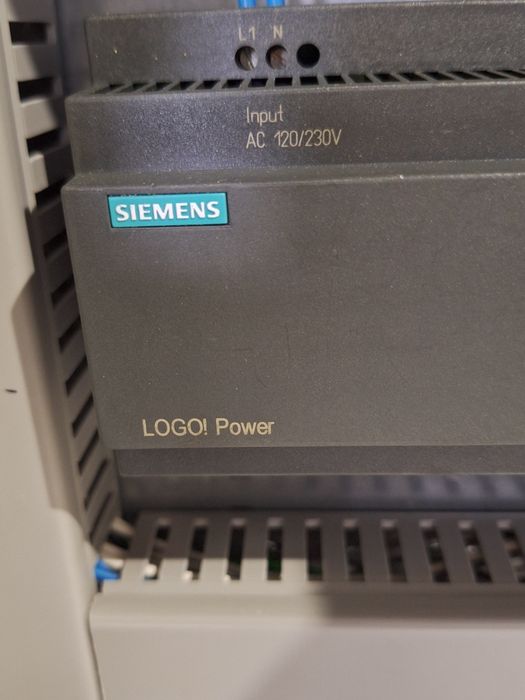 L1 N
Input
AC 120/230V
SIEMENS
LOGO! Power